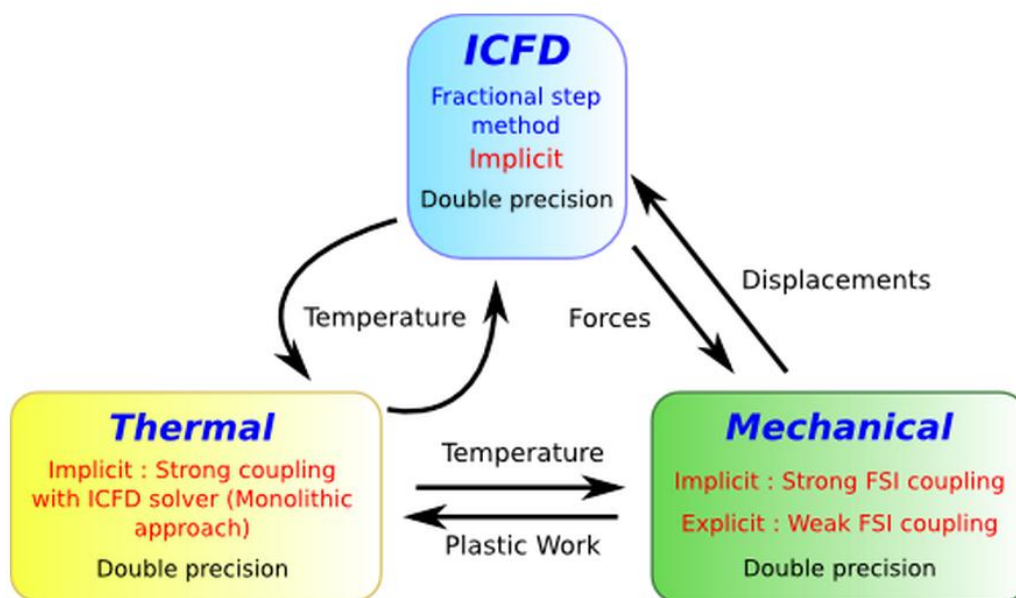 ICFD
Fractional step
method
Implicit
Double precision
Temperature
Forces
Displacements
Thermal
Implicit : Strong coupling
with ICFD solver (Monolithic
approach)
Double precision
Temperature
Plastic Work
Mechanical
Implicit : Strong FSI coupling
Explicit : Weak FSI coupling
Double precision